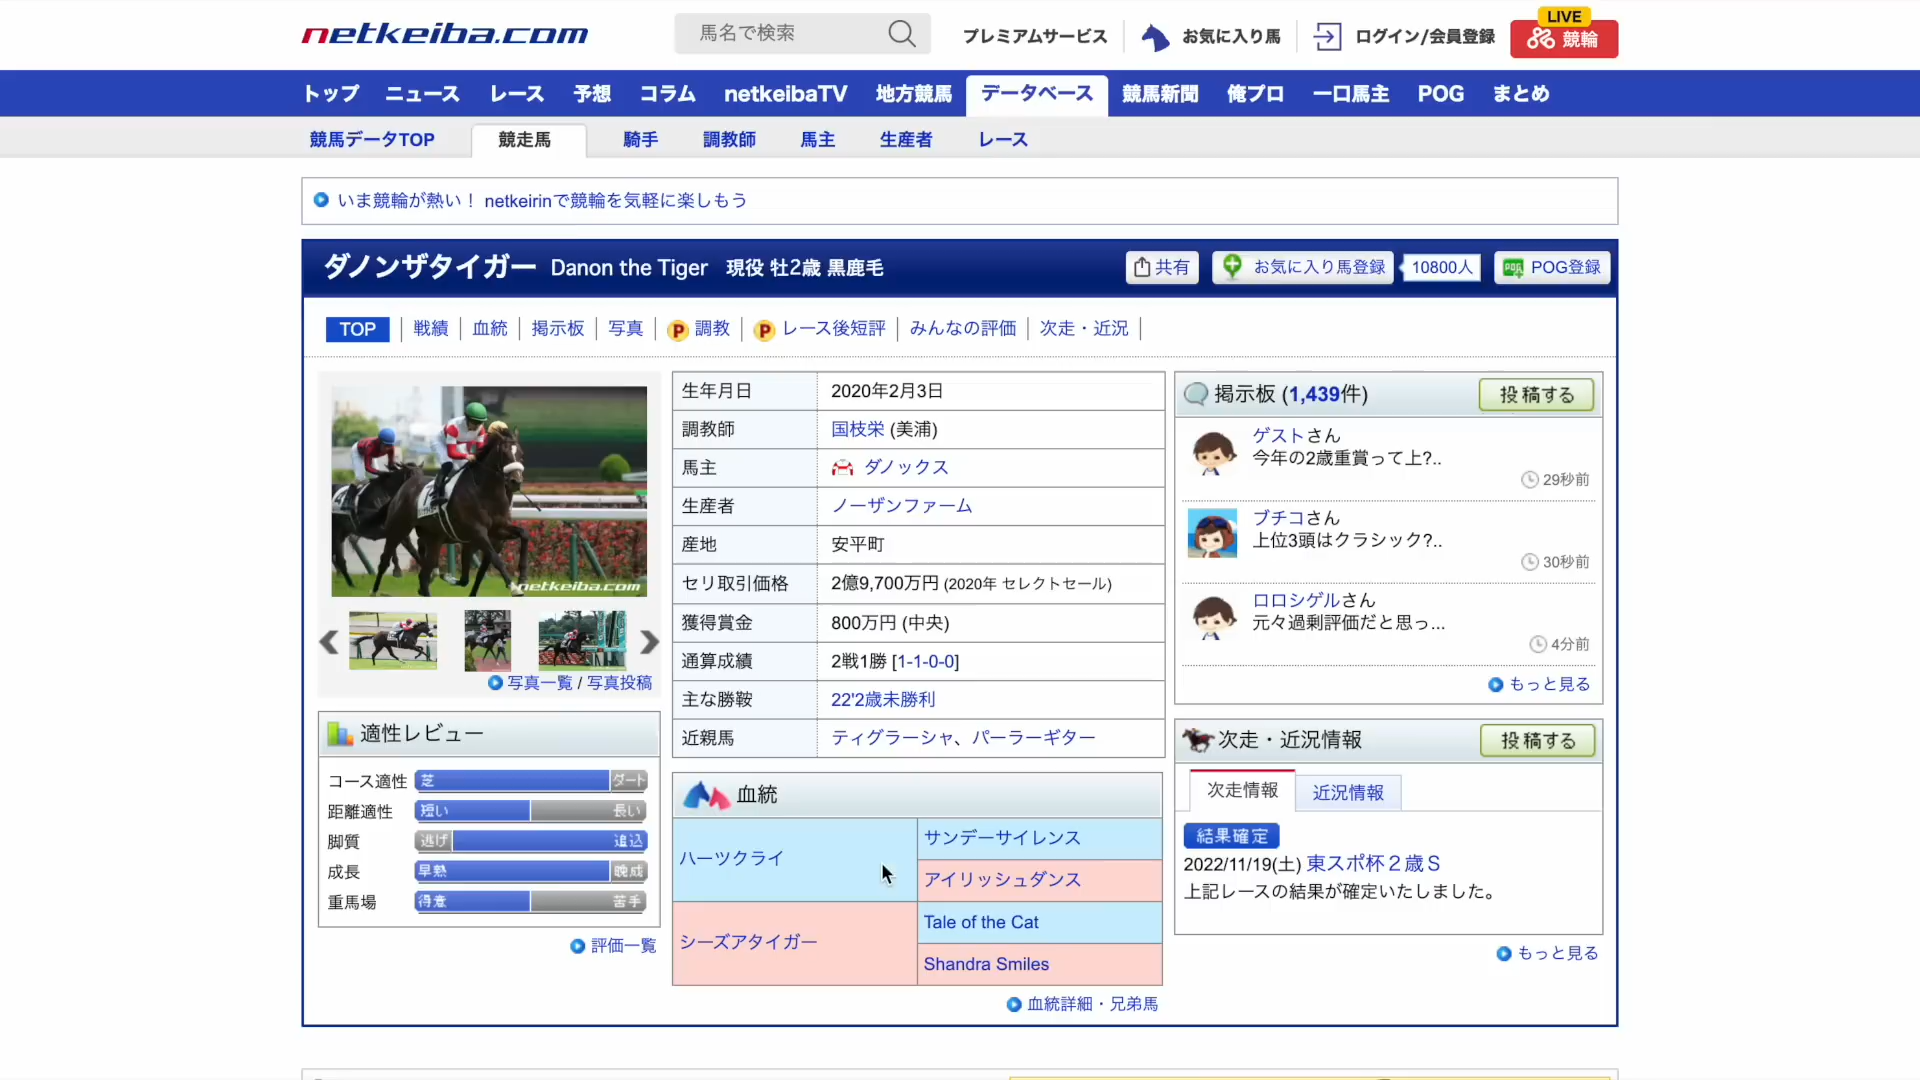 netkeiba.com
馬名で検索
プレミアムサービス
お気に入り馬
ログイン/会員登録
LIVE
競輪
トップ ニュース レース 予想 コラム netkeibaTV 地方競馬 データベース 競馬新聞 俺プロ 一口馬主 POG まとめ
競馬データTOP 競走馬 騎手 調教師 馬主 生産者 レース
いま競輪が熱い！ netkeirinで競輪を気軽に楽しもう
ダノンザタイガー Danon the Tiger 現役 牡2歳 黒鹿毛
共有
お気に入り馬登録
10800人
POG登録
TOP 戦績 血統 掲示板 写真 P 調教 P レース後短評 みんなの評価 次走・近況
netkeiba.com
写真一覧 / 写真投稿
適性レビュー
コース適性 芝 ダート
距離適性 短い 長い
脚質 逃げ 追込
成長 早熟 晩成
重馬場 得意 苦手
評価一覧
生年月日 2020年2月3日
調教師 国枝栄 (美浦)
馬主 ダノックス
生産者 ノーザンファーム
産地 安平町
セリ取引価格 2億9,700万円 (2020年 セレクトセール)
獲得賞金 800万円 (中央)
通算成績 2戦1勝 [1-1-0-0]
主な勝鞍 22'2歳未勝利
近親馬 ティグラーシャ、パーラーギター
血統
ハーツクライ
サンデーサイレンス
アイリッシュダンス
シーズアタイガー
Tale of the Cat
Shandra Smiles
血統詳細・兄弟馬
掲示板 (1,439件)
投稿する
ゲストさん
今年の2歳重賞って上?..
29秒前
ブチコさん
上位3頭はクラシック?..
30秒前
ロロシゲルさん
元々過剰評価だと思っ...
4分前
もっと見る
次走・近況情報
投稿する
次走情報 近況情報
結果確定
2022/11/19(土) 東スポ杯２歳Ｓ
上記レースの結果が確定いたしました。
もっと見る